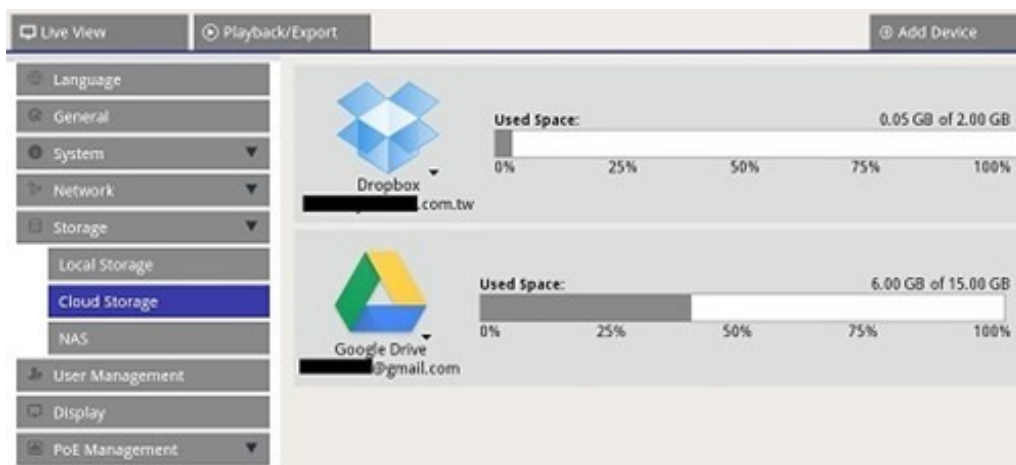 Live View
Playback/Export
Add Device
Language
General
System
Network
Storage
Local Storage
Cloud Storage
NAS
User Management
Display
PoE Management
Used Space:
0.05 GB of 2.00 GB
0% 25% 50% 75% 100%
Dropbox
.com.tw
Used Space:
6.00 GB of 15.00 GB
0% 25% 50% 75% 100%
Google Drive
@gmail.com